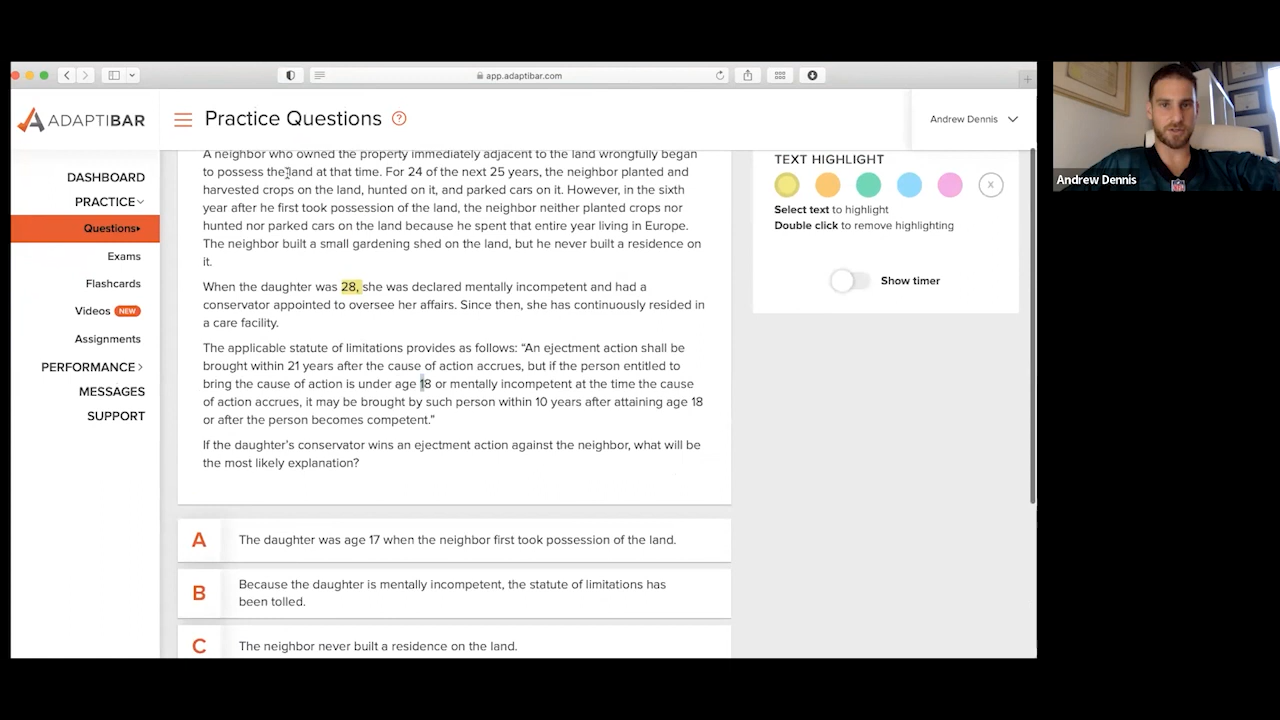 app.adaptibar.com
ADAPTIBAR
Practice Questions ?
Andrew Dennis
DASHBOARD
PRACTICE
Questions
Exams
Flashcards
Videos NEW
Assignments
PERFORMANCE
MESSAGES
SUPPORT
A neighbor who owned the property immediately adjacent to the land wrongfully began
to possess the land at that time. For 24 of the next 25 years, the neighbor planted and
harvested crops on the land, hunted on it, and parked cars on it. However, in the sixth
year after he first took possession of the land, the neighbor neither planted crops nor
hunted nor parked cars on the land because he spent that entire year living in Europe.
The neighbor built a small gardening shed on the land, but he never built a residence on
it.
When the daughter was 28, she was declared mentally incompetent and had a
conservator appointed to oversee her affairs. Since then, she has continuously resided in
a care facility.
The applicable statute of limitations provides as follows: “An ejectment action shall be
brought within 21 years after the cause of action accrues, but if the person entitled to
bring the cause of action is under age 18 or mentally incompetent at the time the cause
of action accrues, it may be brought by such person within 10 years after attaining age 18
or after the person becomes competent.”
If the daughter’s conservator wins an ejectment action against the neighbor, what will be
the most likely explanation?
A The daughter was age 17 when the neighbor first took possession of the land.
B Because the daughter is mentally incompetent, the statute of limitations has
been tolled.
C The neighbor never built a residence on the land.
TEXT HIGHLIGHT
X
Select text to highlight
Double click to remove highlighting
Show timer
Andrew Dennis